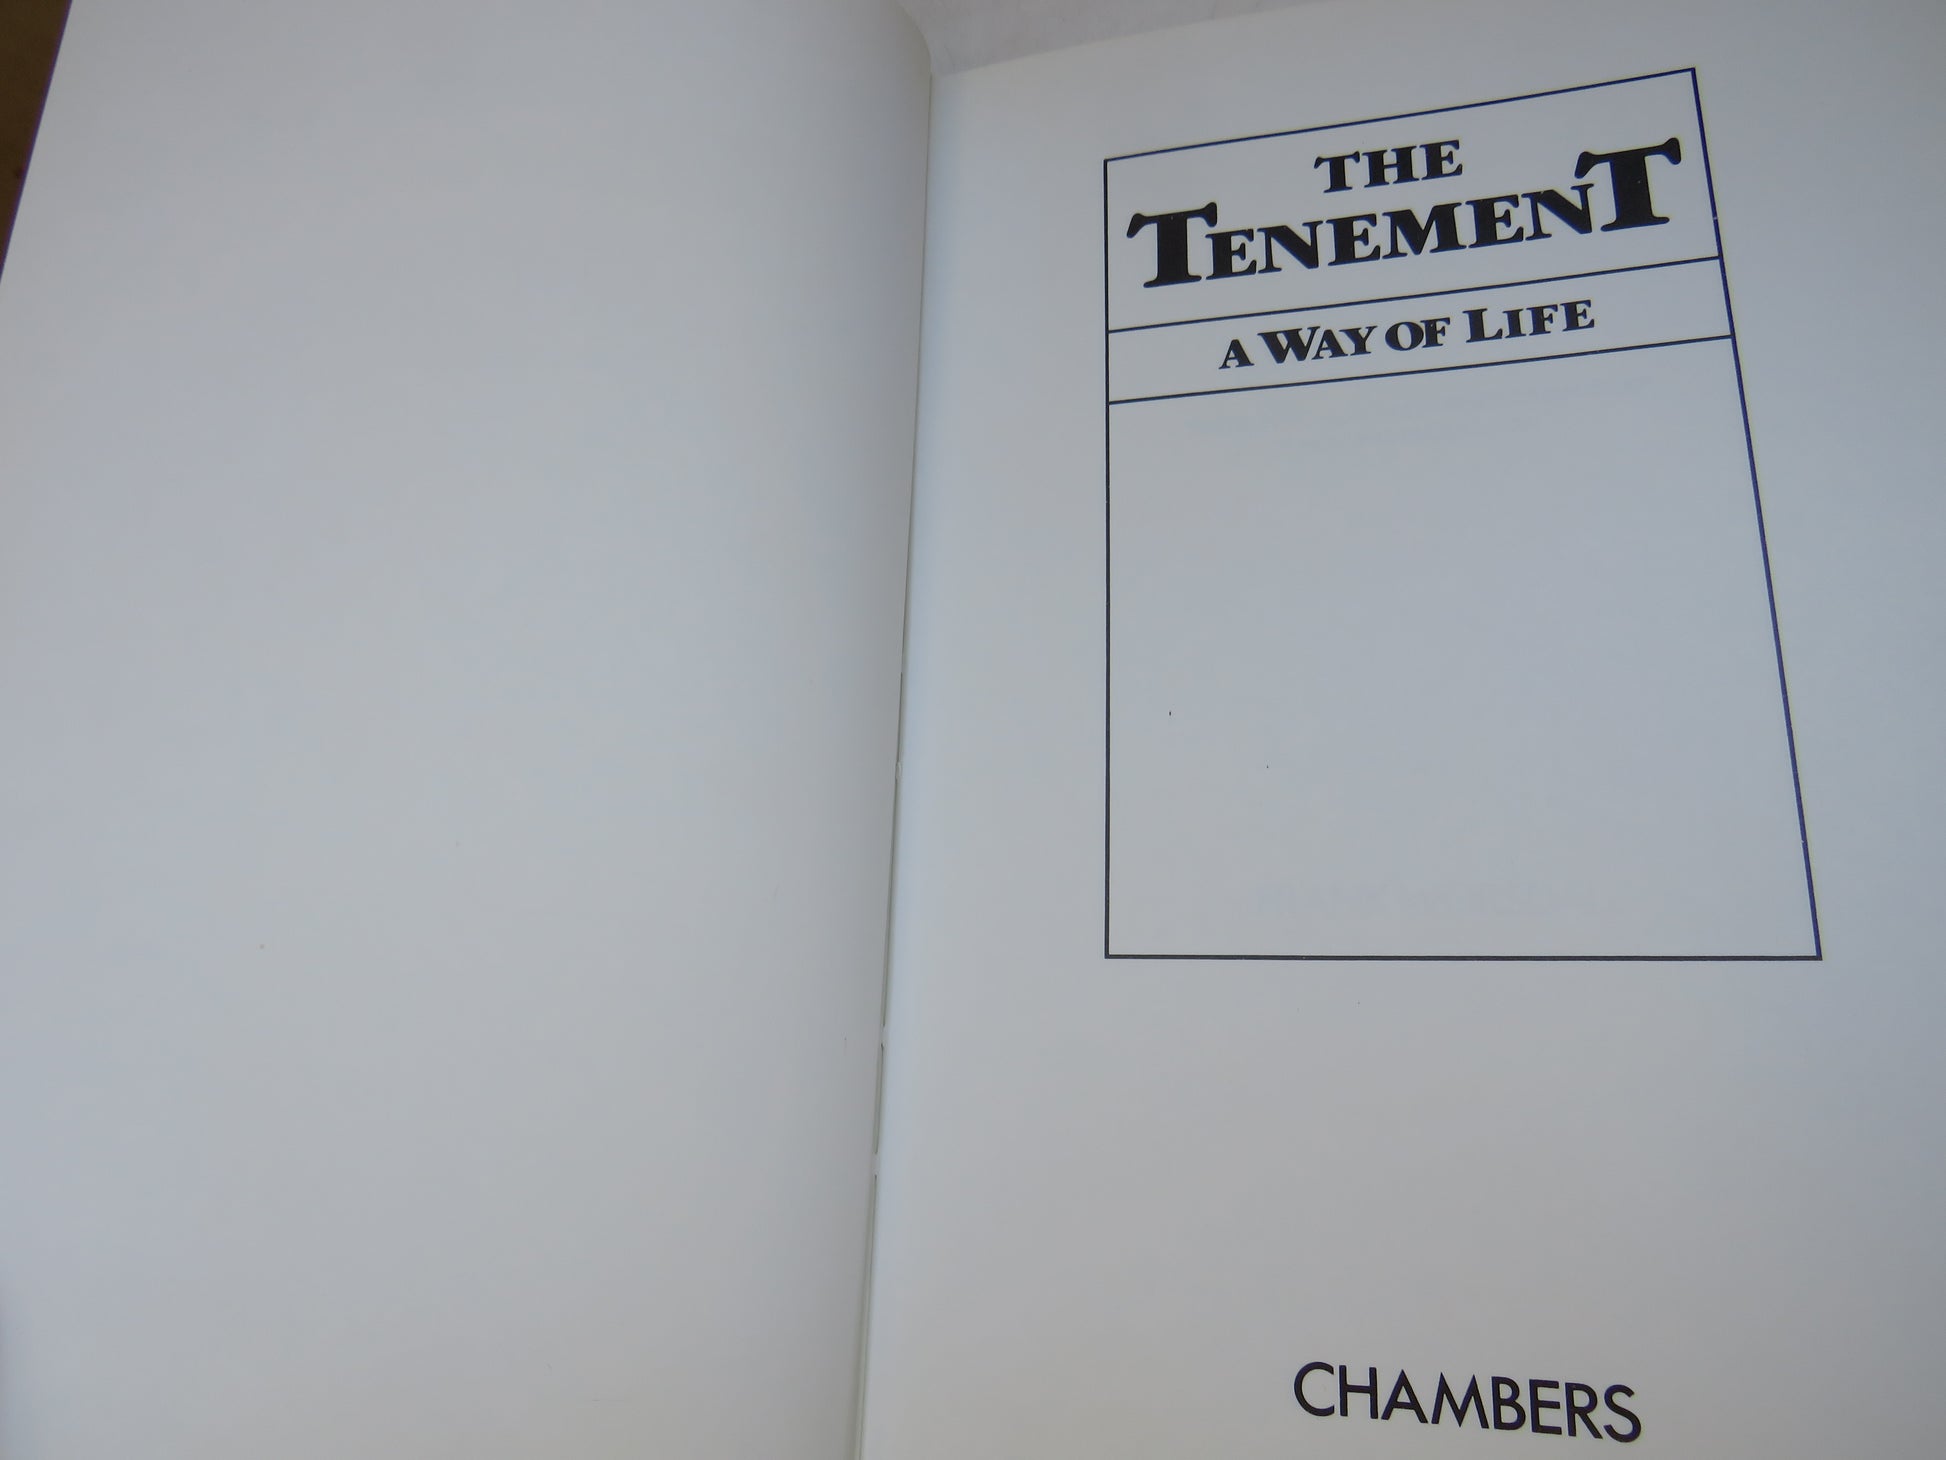 THE
TENEMENT
A WAY OF LIFE
CHAMBERS